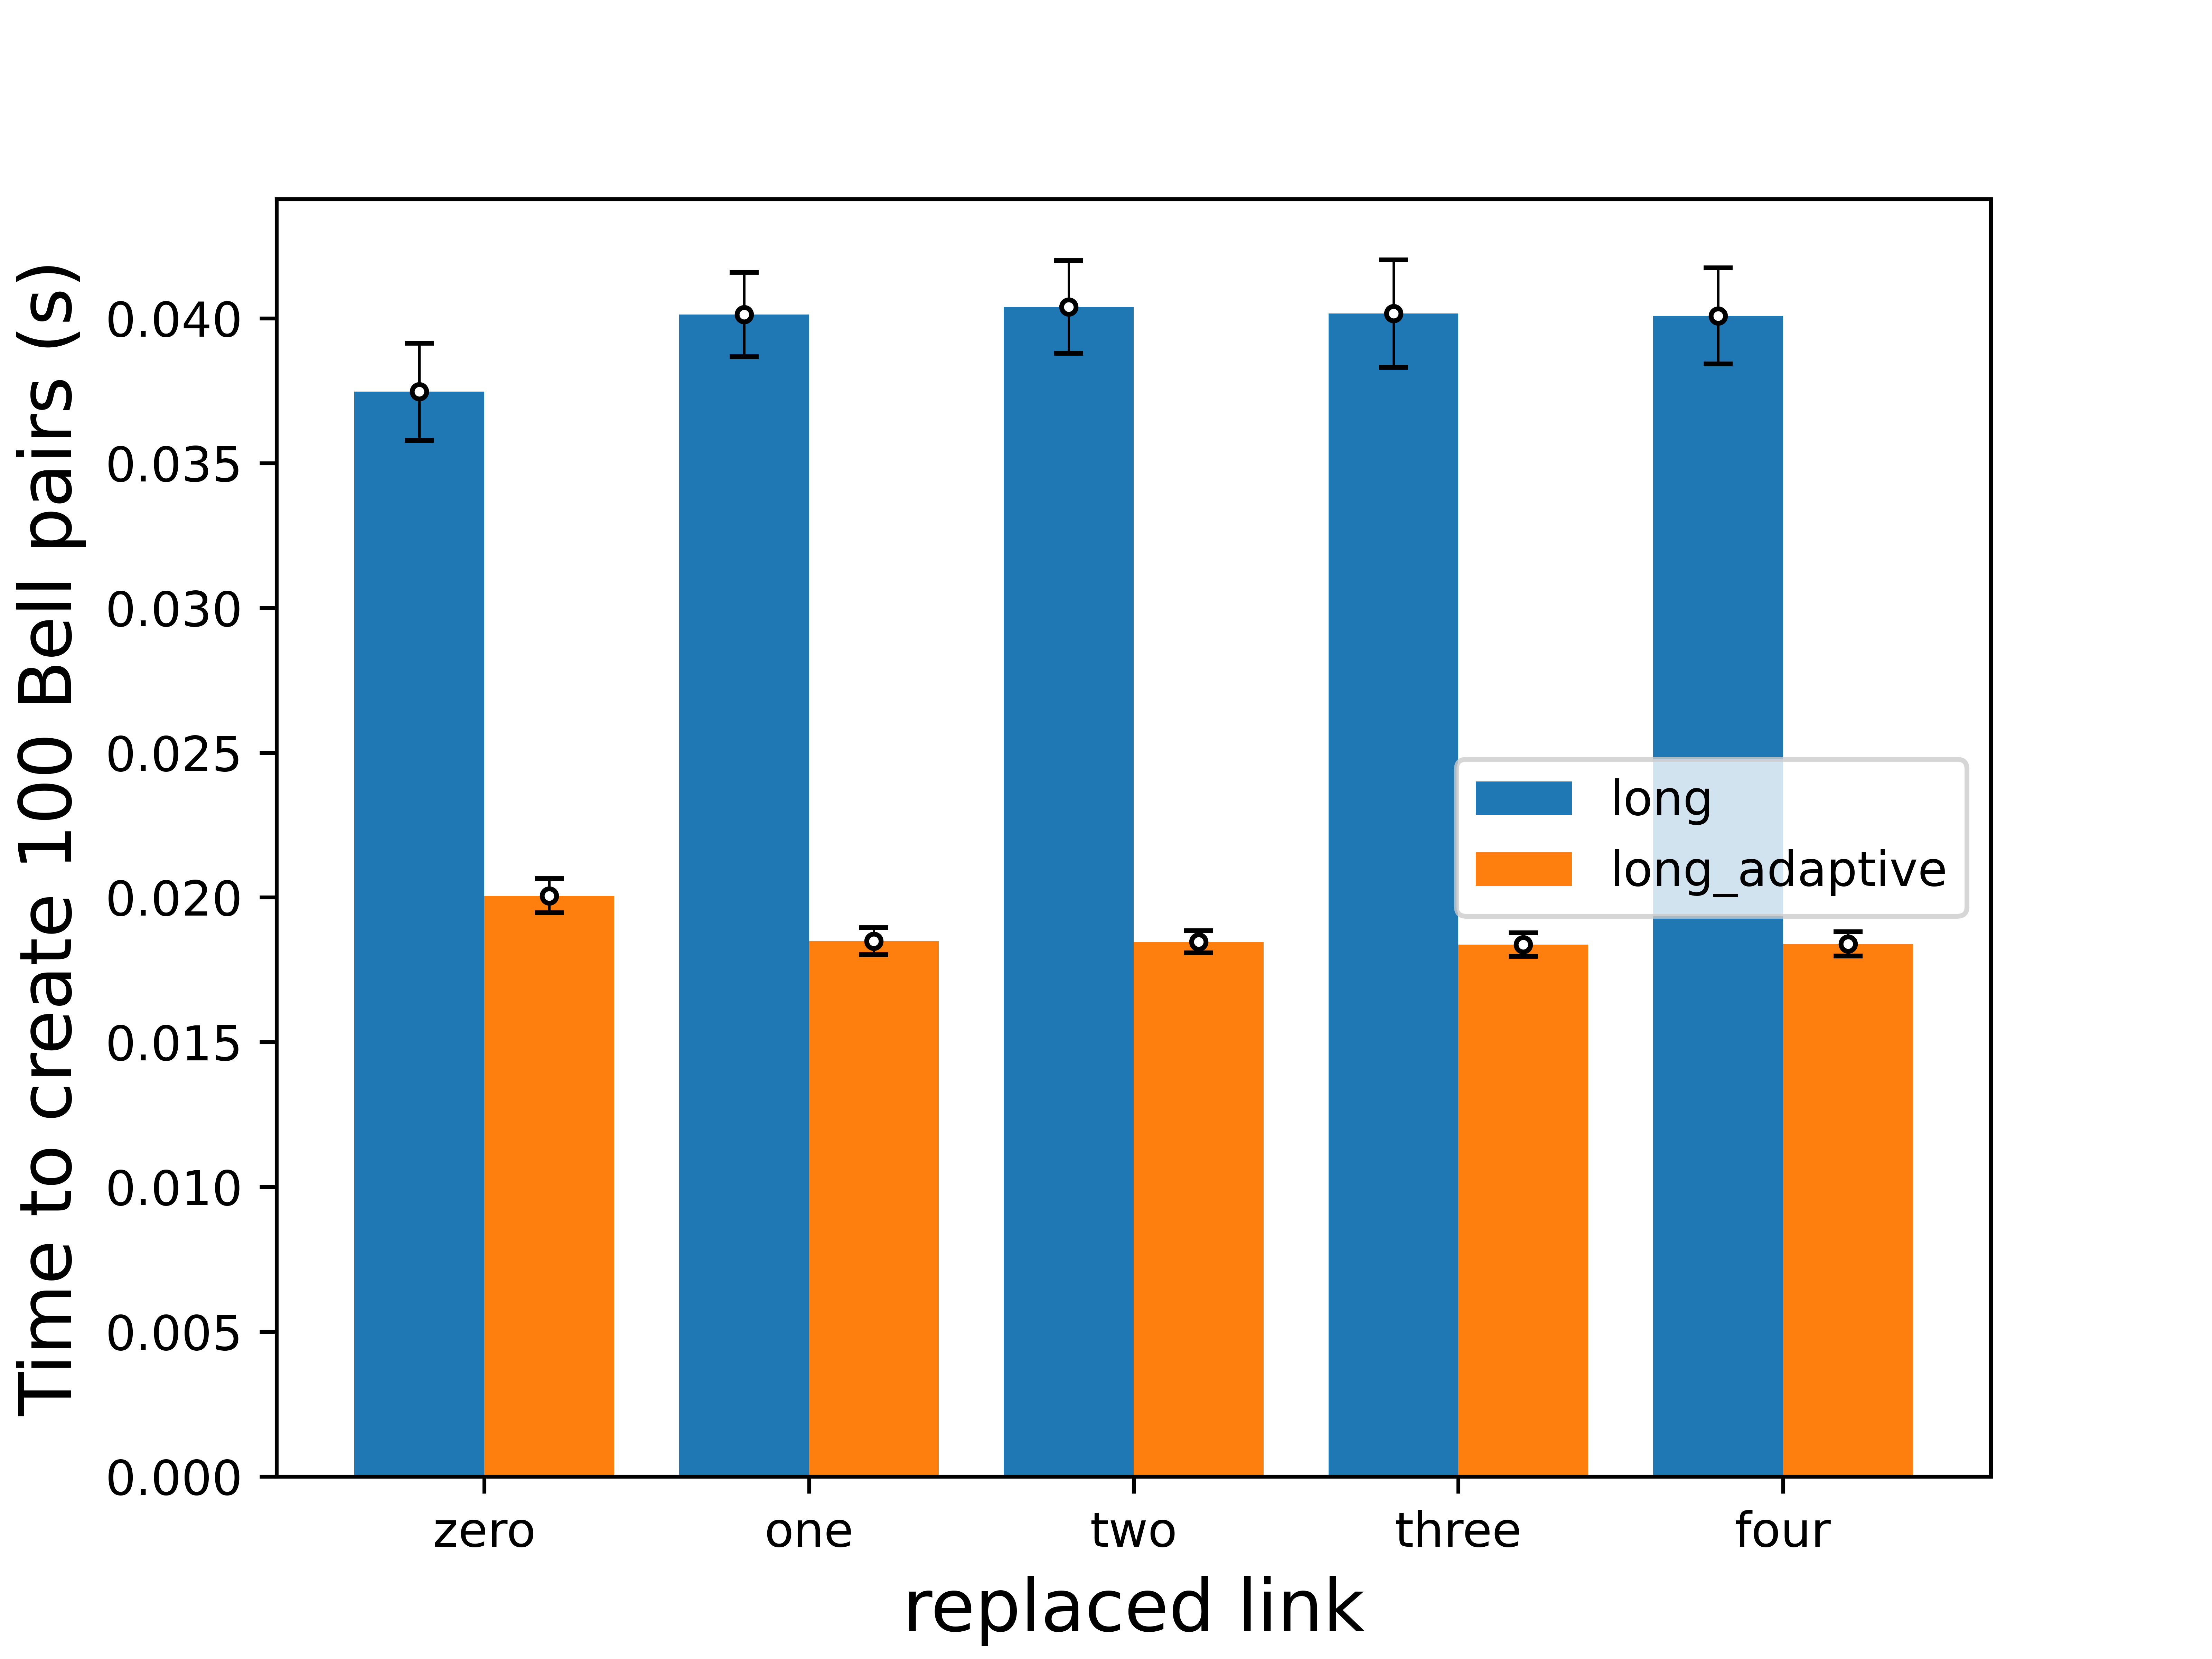 Time to create 100 Bell pairs (s)
0.040
0.035
0.030
0.025
0.020
0.015
0.010
0.005
0.000
long
long_adaptive
zero one two three four
replaced link